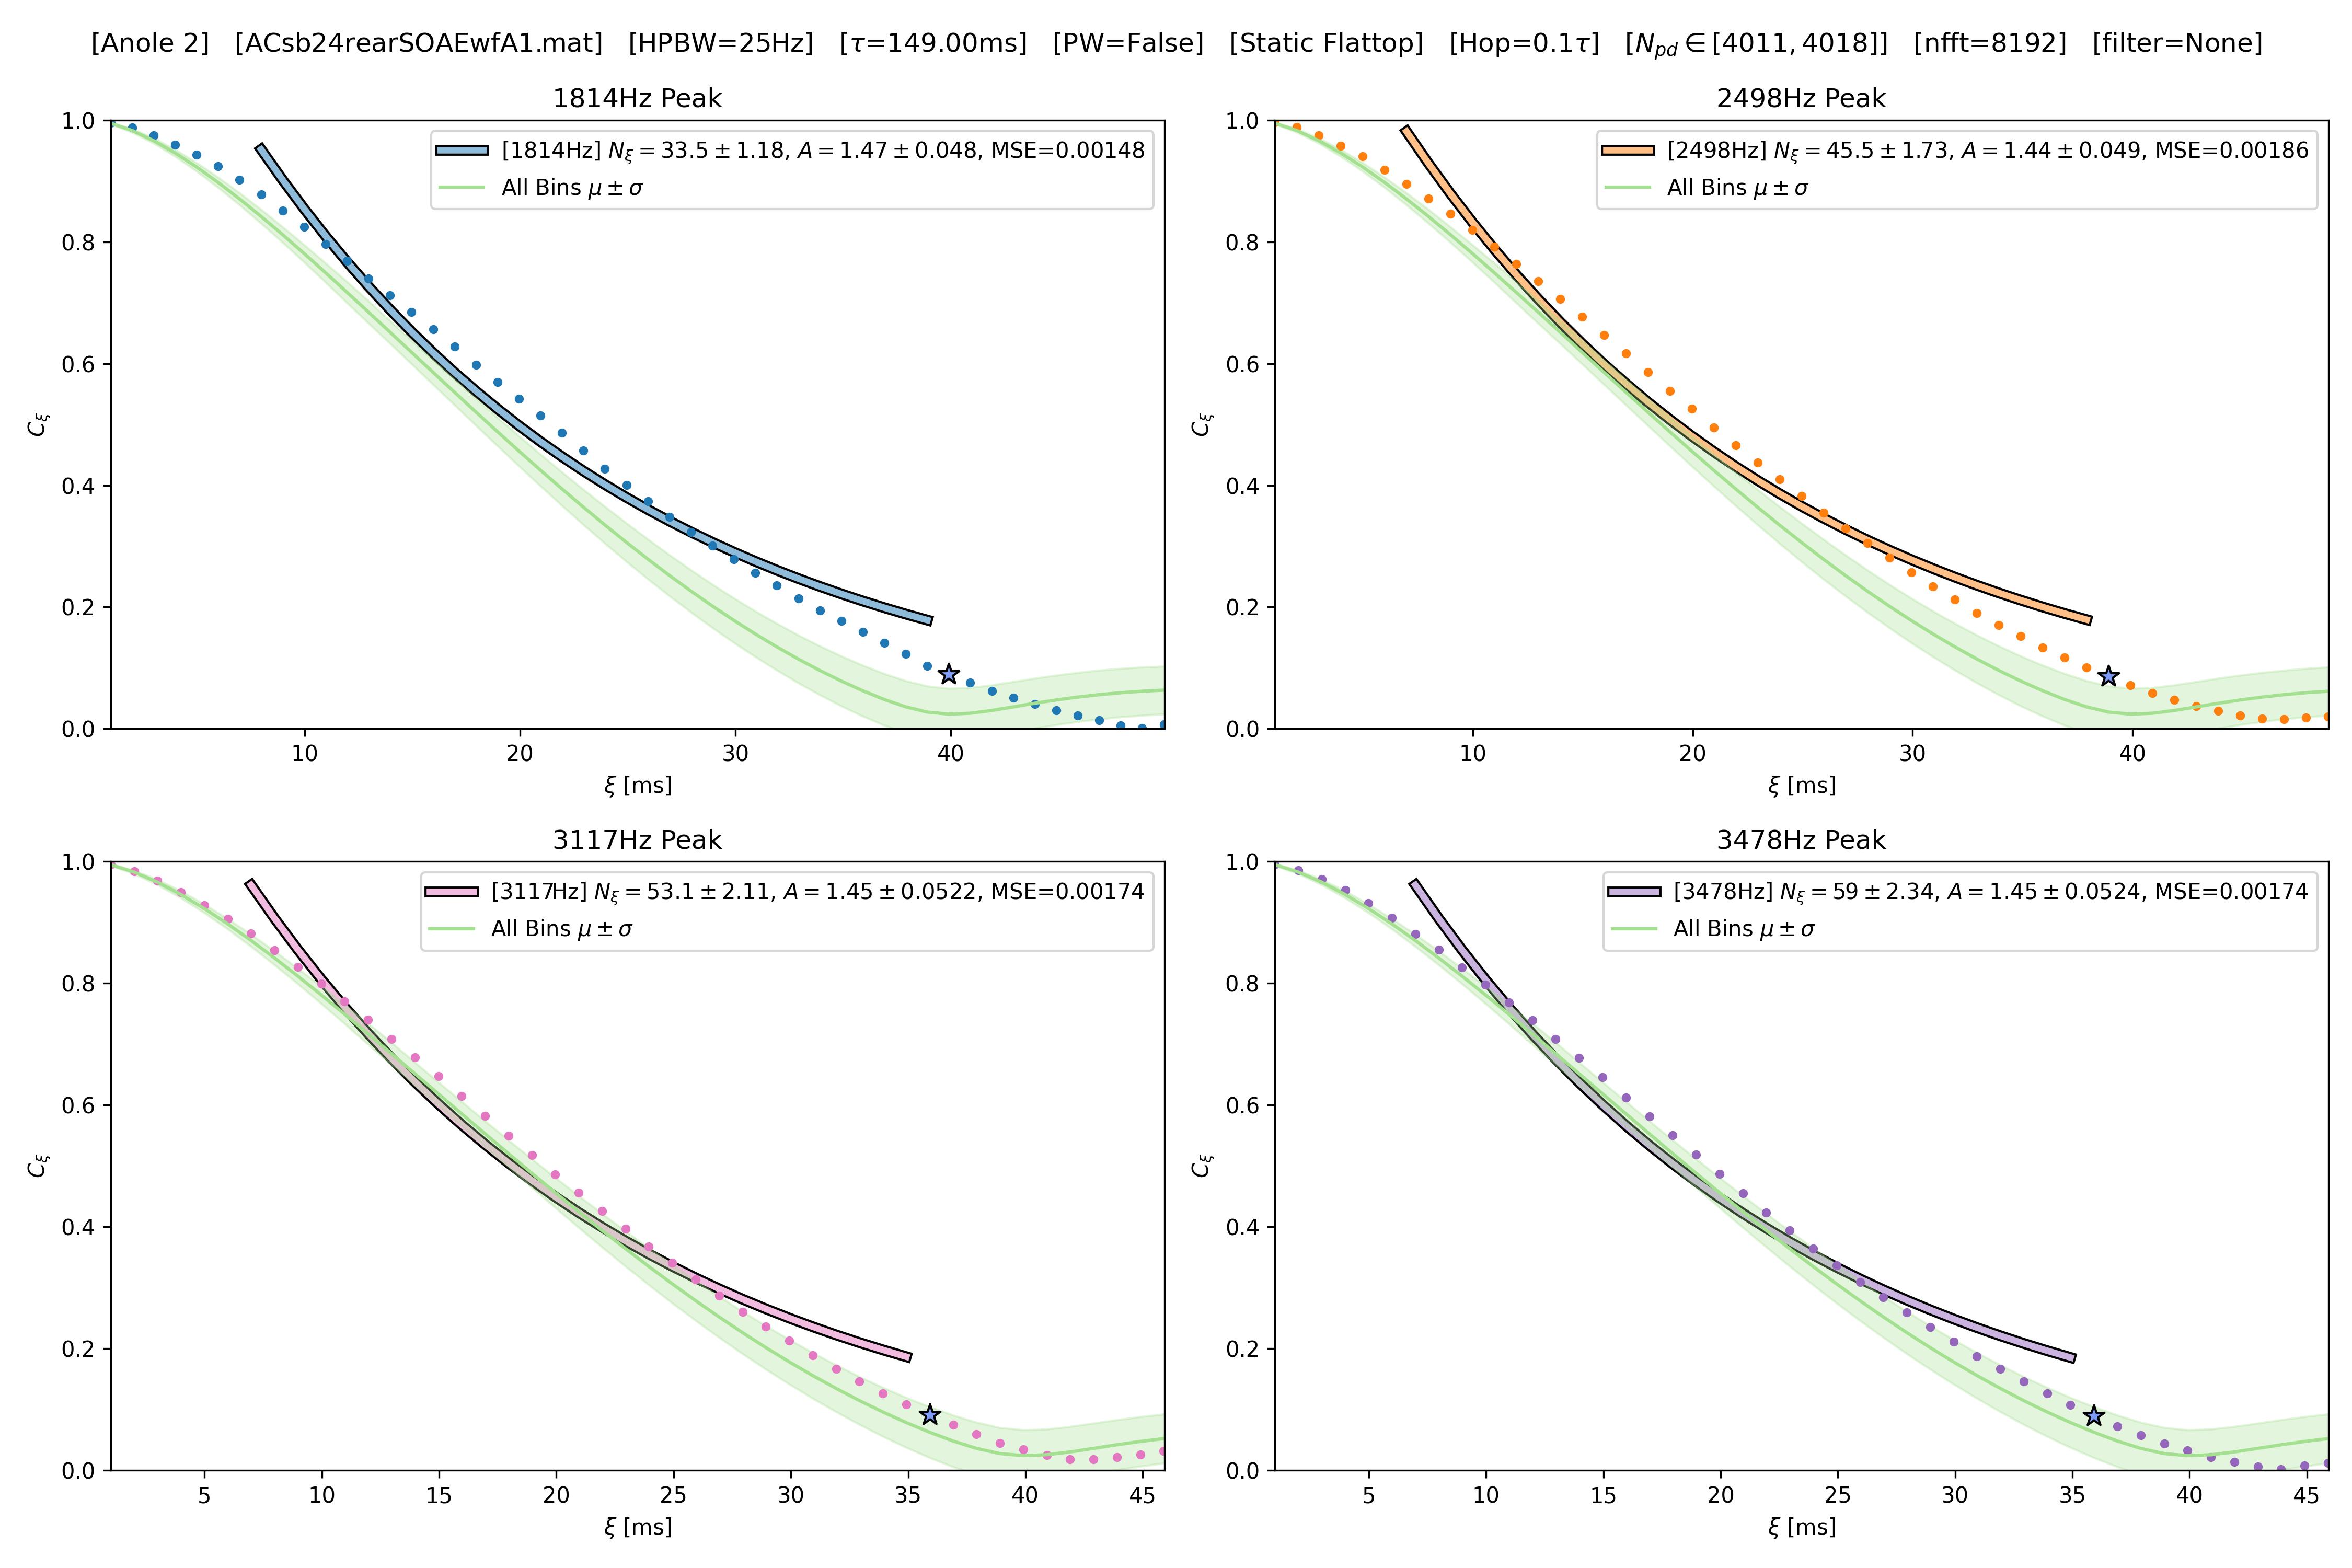 [Anole 2] [ACsb24rearSOAEwfA1.mat] [HPBW=25Hz] [τ=149.00ms] [PW=False] [Static Flattop] [Hop=0.1τ] [N_pd ∈ [4011, 4018]] [nfft=8192] [filter=None]
1814Hz Peak
[1814Hz] N_ξ = 33.5 ± 1.18, A = 1.47 ± 0.048, MSE=0.00148
All Bins μ ± σ
1.0
0.8
0.6
0.4
0.2
0.0
C_ξ
10 20 30 40
ξ [ms]
2498Hz Peak
[2498Hz] N_ξ = 45.5 ± 1.73, A = 1.44 ± 0.049, MSE=0.00186
All Bins μ ± σ
1.0
0.8
0.6
0.4
0.2
0.0
C_ξ
10 20 30 40
ξ [ms]
3117Hz Peak
[3117Hz] N_ξ = 53.1 ± 2.11, A = 1.45 ± 0.0522, MSE=0.00174
All Bins μ ± σ
1.0
0.8
0.6
0.4
0.2
0.0
C_ξ
5 10 15 20 25 30 35 40 45
ξ [ms]
3478Hz Peak
[3478Hz] N_ξ = 59 ± 2.34, A = 1.45 ± 0.0524, MSE=0.00174
All Bins μ ± σ
1.0
0.8
0.6
0.4
0.2
0.0
C_ξ
5 10 15 20 25 30 35 40 45
ξ [ms]